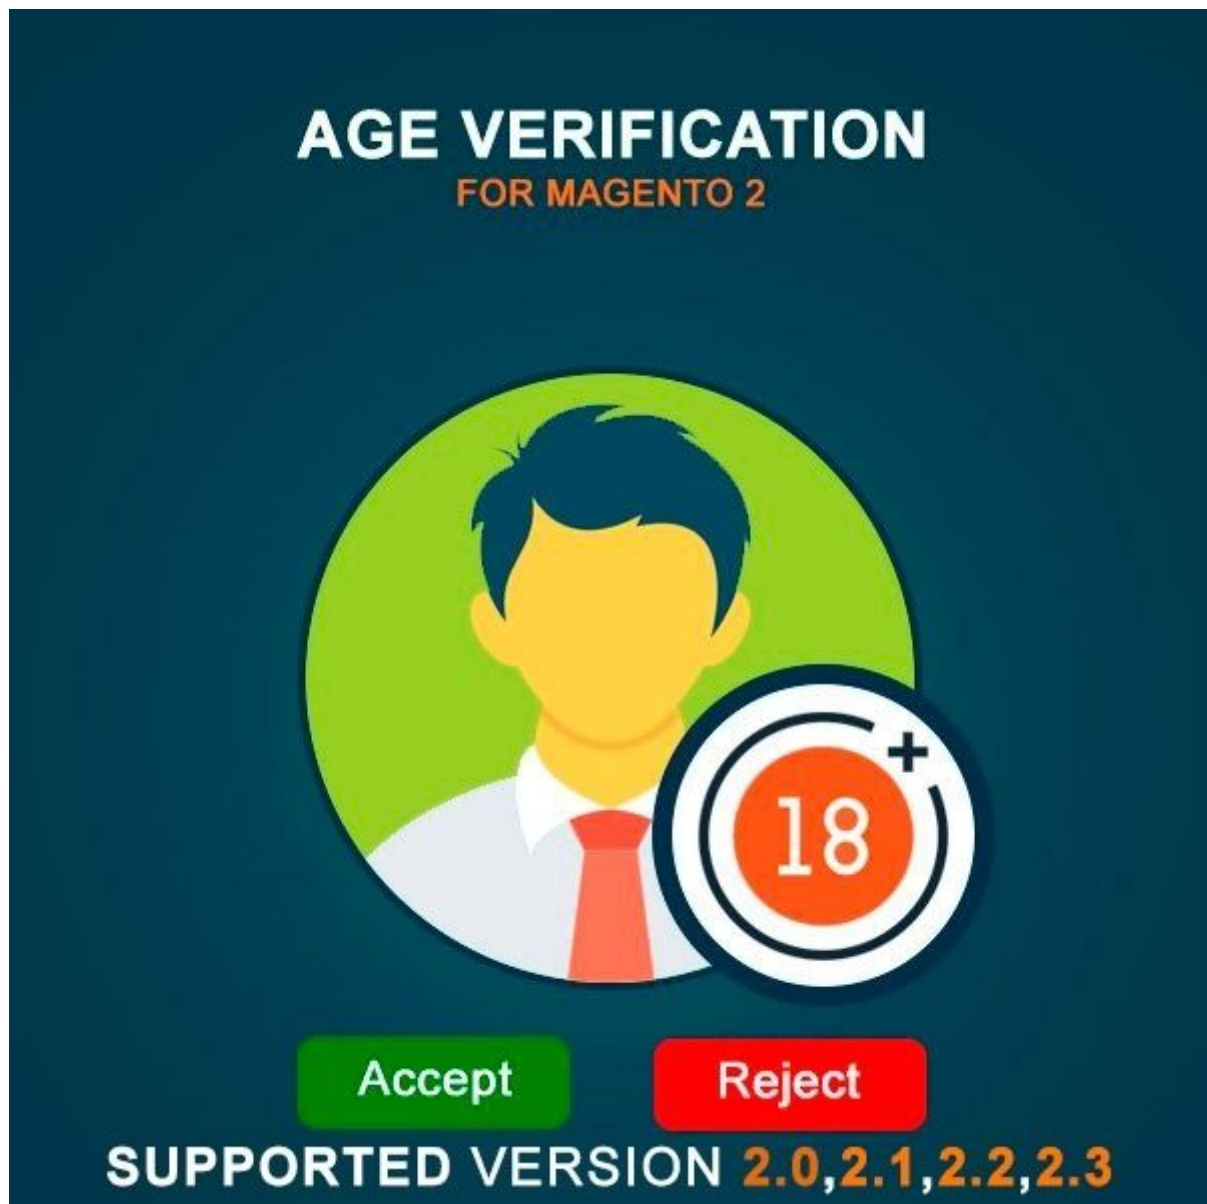 AGE VERIFICATION
FOR MAGENTO 2
+
18
Accept
Reject
SUPPORTED VERSION 2.0,2.1,2.2,2.3